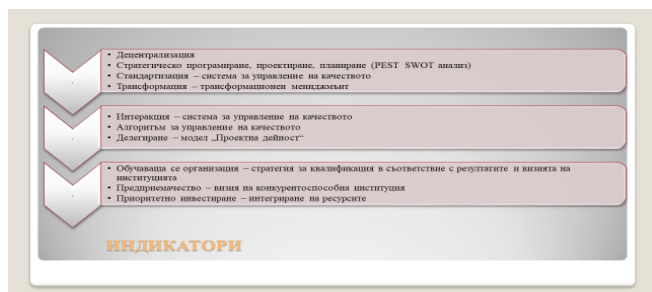 • Децентрализация
• Стратегическо програмиране, проектиране, планиране (PEST SWOT анализ)
• Стандартизация – система за управление на качеството
• Трансформация – трансформационен мениджмънт
• Интеракция – система за управление на качеството
• Алгоритъм за управление на качеството
• Делегиране – модел „Проектна дейност“
• Обучаваща се организация – стратегия за квалификация в съответствие с резултатите и визията на
институцията
• Предприемачество – визия на конкурентоспособна институция
• Приоритетно инвестиране – интегриране на ресурсите
ИНДИКАТОРИ